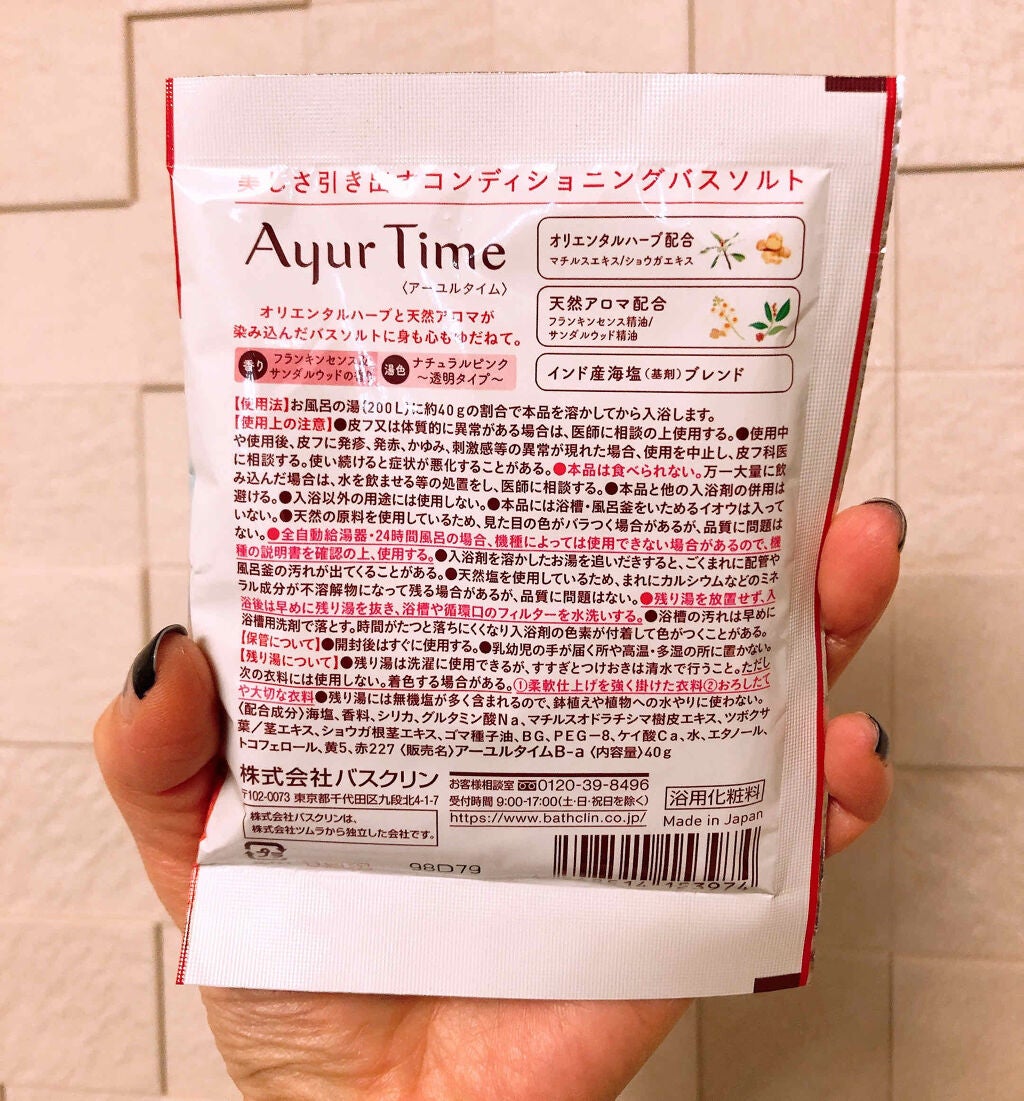 美しさ引き出すコンディショニングバスソルト
Ayur Time
〈アーユルタイム〉
オリエンタルハーブと天然アロマが
染み込んだバスソルトに身も心もゆだねて。
香り フランキンセンス&
サンダルウッドの香り
湯色 ナチュラルピンク
～透明タイプ～
オリエンタルハーブ配合
マチルスエキス/ショウガエキス
天然アロマ配合
フランキンセンス精油/
サンダルウッド精油
インド産海塩(基剤)ブレンド
【使用法】お風呂の湯(200L)に約40gの割合で本品を溶かしてから入浴します。
【使用上の注意】●皮フ又は体質的に異常がある場合は、医師に相談の上使用する。●使用中
や使用後、皮フに発疹、発赤、かゆみ、刺激感等の異常が現れた場合、使用を中止し、皮フ科医
に相談する。使い続けると症状が悪化することがある。●本品は食べられない。万一大量に飲
み込んだ場合は、水を飲ませる等の処置をし、医師に相談する。●本品と他の入浴剤の併用は
避ける。●入浴以外の用途には使用しない。●本品には浴槽・風呂釜をいためるイオウは入って
いない。●天然の原料を使用しているため、見た目の色がバラつく場合があるが、品質に問題は
ない。●全自動給湯器・24時間風呂の場合、機種によっては使用できない場合があるので、機
種の説明書を確認の上、使用する。●入浴剤を溶かしたお湯を追いだきすると、ごくまれに配管や
風呂釜の汚れが出てくることがある。●天然塩を使用しているため、まれにカルシウムなどのミネ
ラル成分が不溶解物になって残る場合があるが、品質に問題はない。●残り湯を放置せず、入
浴後は早めに残り湯を抜き、浴槽や循環口のフィルターを水洗いする。●浴槽の汚れは早めに
浴槽用洗剤で落とす。時間がたつと落ちにくくなり入浴剤の色素が付着して色がつくことがある。
【保管について】●開封後はすぐに使用する。●乳幼児の手が届く所や高温・多湿の所に置かない。
【残り湯について】●残り湯は洗濯に使用できるが、すすぎとつけおきは清水で行うこと。ただし
次の衣料には使用しない。着色する場合がある。①柔軟仕上げを強く掛けた衣料②おろしたて
や大切な衣料●残り湯には無機塩が多く含まれるので、鉢植えや植物への水やりに使わない。
〈配合成分〉海塩、香料、シリカ、グルタミン酸Na、マチルスオドラチシマ樹皮エキス、ツボクサ
葉/茎エキス、ショウガ根茎エキス、ゴマ種子油、BG、PEG-8、ケイ酸Ca、水、エタノール、
トコフェロール、黄5、赤227 〈販売名〉アーユルタイムB-a 〈内容量〉40g
株式会社バスクリン
〒102-0073 東京都千代田区九段北4-1-7
株式会社バスクリンは、
株式会社ツムラから独立した会社です。
お客様相談室 0120-39-8496
受付時間 9:00-17:00(土・日・祝日を除く)
https://www.bathclin.co.jp/
浴用化粧料
Made in Japan
98D79